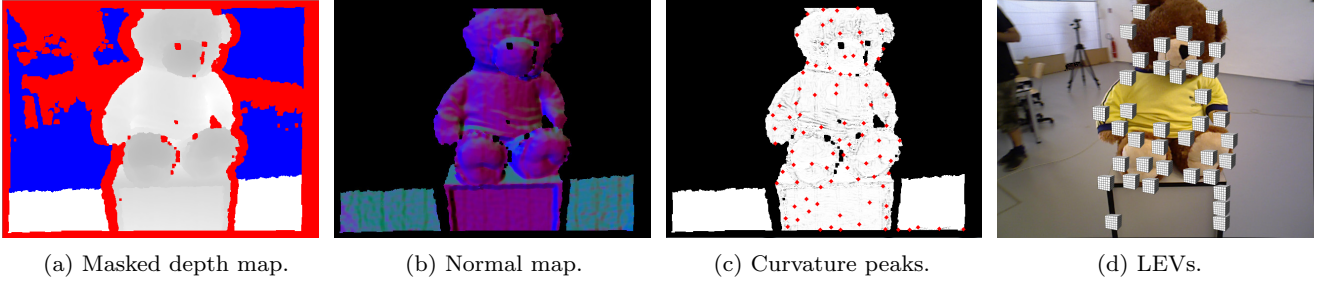 (a) Masked depth map.
(b) Normal map.
(c) Curvature peaks.
(d) LEVs.